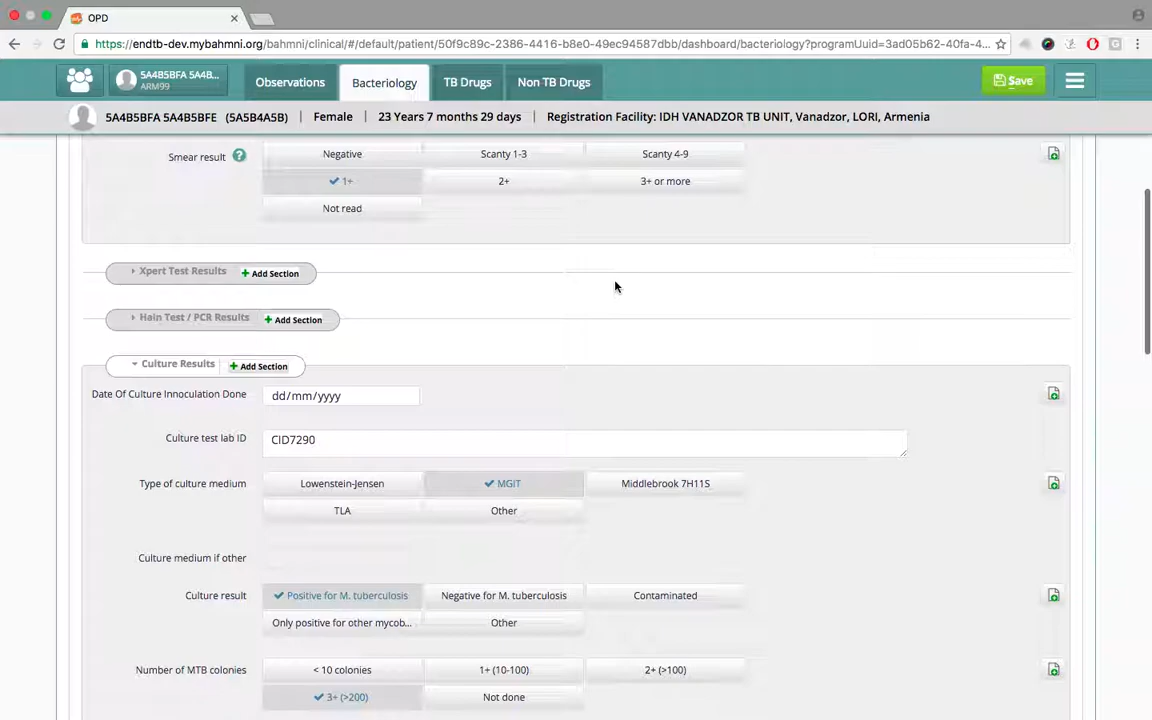 OPD
https://endtb-dev.mybahmni.org/bahmni/clinical/#/default/patient/50f9c89c-2386-4416-b8e0-49ec94587dbb/dashboard/bacteriology?programUuid=3ad05b62-40fa-4...
5A4B5BFA 5A4B...
ARM99
Observations
Bacteriology
TB Drugs
Non TB Drugs
Save
5A4B5BFA 5A4B5BFE (5A5B4A5B) | Female | 23 Years 7 months 29 days | Registration Facility: IDH VANADZOR TB UNIT, Vanadzor, LORI, Armenia
Smear result ?
Negative
Scanty 1-3
Scanty 4-9
1+
2+
3+ or more
Not read
Xpert Test Results
Add Section
Hain Test / PCR Results
Add Section
Culture Results
Add Section
Date Of Culture Innoculation Done
dd/mm/yyyy
Culture test lab ID
CID7290
Type of culture medium
Lowenstein-Jensen
MGIT
Middlebrook 7H11S
TLA
Other
Culture medium if other
Culture result
Positive for M. tuberculosis
Negative for M. tuberculosis
Contaminated
Only positive for other mycob...
Other
Number of MTB colonies
< 10 colonies
1+ (10-100)
2+ (>100)
3+ (>200)
Not done